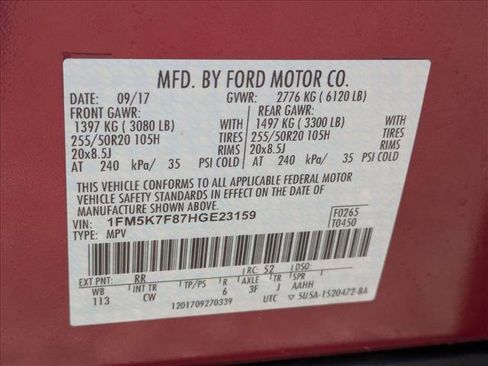 MFD. BY FORD MOTOR CO.
DATE: 09/17 GVWR: 2776 KG ( 6120 LB)
FRONT GAWR: REAR GAWR:
1397 KG ( 3080 LB) 1497 KG ( 3300 LB)
255/50R20 105H TIRES 255/50R20 105H TIRES
20x8.5J RIMS 20x8.5J RIMS
AT 240 kPa/ 35 PSI COLD AT 240 kPa/ 35 PSI COLD
THIS VEHICLE CONFORMS TO ALL APPLICABLE FEDERAL MOTOR
VEHICLE SAFETY STANDARDS IN EFFECT ON THE DATE OF
MANUFACTURE SHOWN ABOVE.
VIN: 1FM5K7F87HGE23159 F0265
TYPE: MPV T0450
EXT PNT: RR RC: 52 DSO:
WB INT TR TP/PS R AXLE TR SPR
113 CW 6 3F J AAHH
1201709270339 UTC 5U5A-1520472-BA